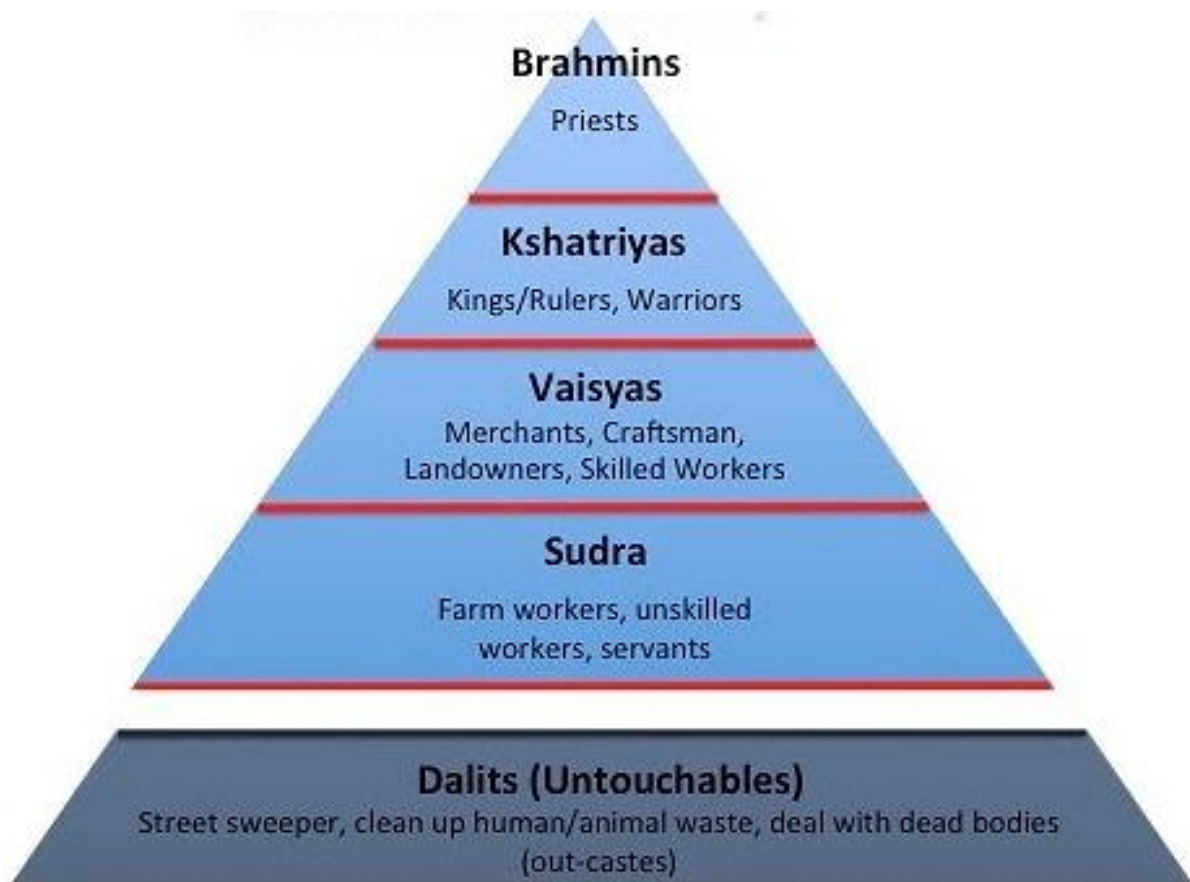 Brahmins
Priests
Kshatriyas
Kings/Rulers, Warriors
Vaisyas
Merchants, Craftsman,
Landowners, Skilled Workers
Sudra
Farm workers, unskilled
workers, servants
Dalits (Untouchables)
Street sweeper, clean up human/animal waste, deal with dead bodies
(out-castes)